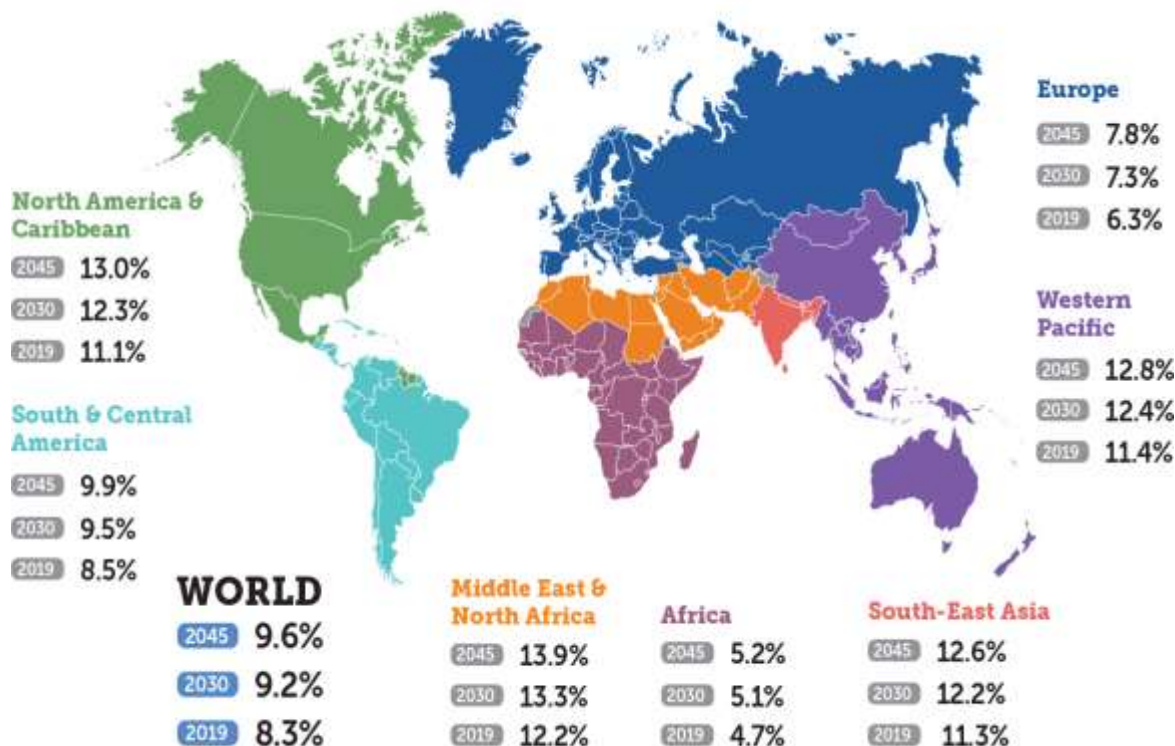 Europe
2045 7.8%
2030 7.3%
2019 6.3%
North America &
Caribbean
2045 13.0%
2030 12.3%
2019 11.1%
Western
Pacific
2045 12.8%
2030 12.4%
2019 11.4%
South & Central
America
2045 9.9%
2030 9.5%
2019 8.5%
WORLD
2045 9.6%
2030 9.2%
2019 8.3%
Middle East &
North Africa
2045 13.9%
2030 13.3%
2019 12.2%
Africa
2045 5.2%
2030 5.1%
2019 4.7%
South-East Asia
2045 12.6%
2030 12.2%
2019 11.3%